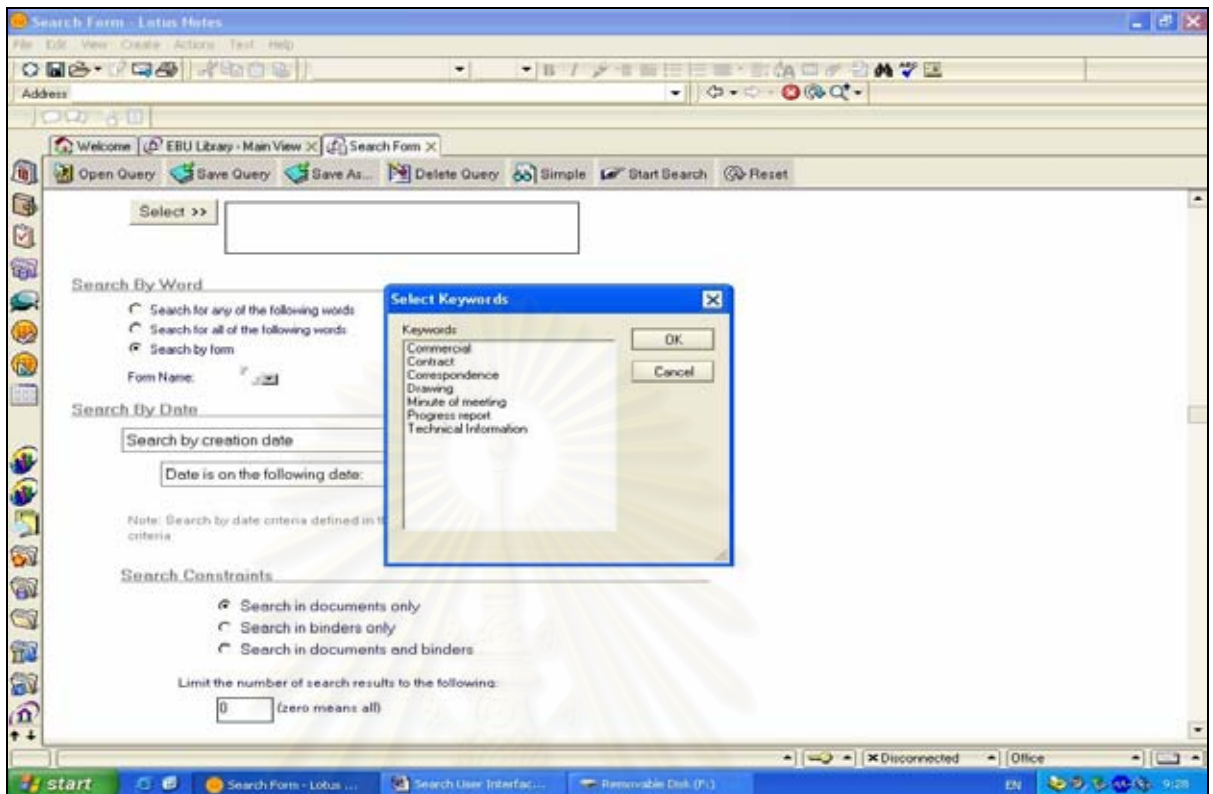 Search Form - Lotus Notes
File Edit View Create Actions Text Help
Address
Welcome EBU Library - Main View Search Form
Open Query Save Query Save As... Delete Query Simple Start Search Reset
Select >>
Search By Word
Search for any of the following words
Search for all of the following words
Search by form
Form Name:
Search By Date
Search by creation date
Date is on the following date:
Note: Search by date criteria defined in
criteria
Select Keywords
Keywords
Commercial
Contract
Correspondence
Drawing
Minute of meeting
Progress report
Technical Information
OK
Cancel
Search Constraints
Search in documents only
Search in binders only
Search in documents and binders
Limit the number of search results to the following:
0 (zero means all)
Disconnected Office
start Search Form - Lotus ... Search User Interfac... Removable Disk (F:) EN 9:28